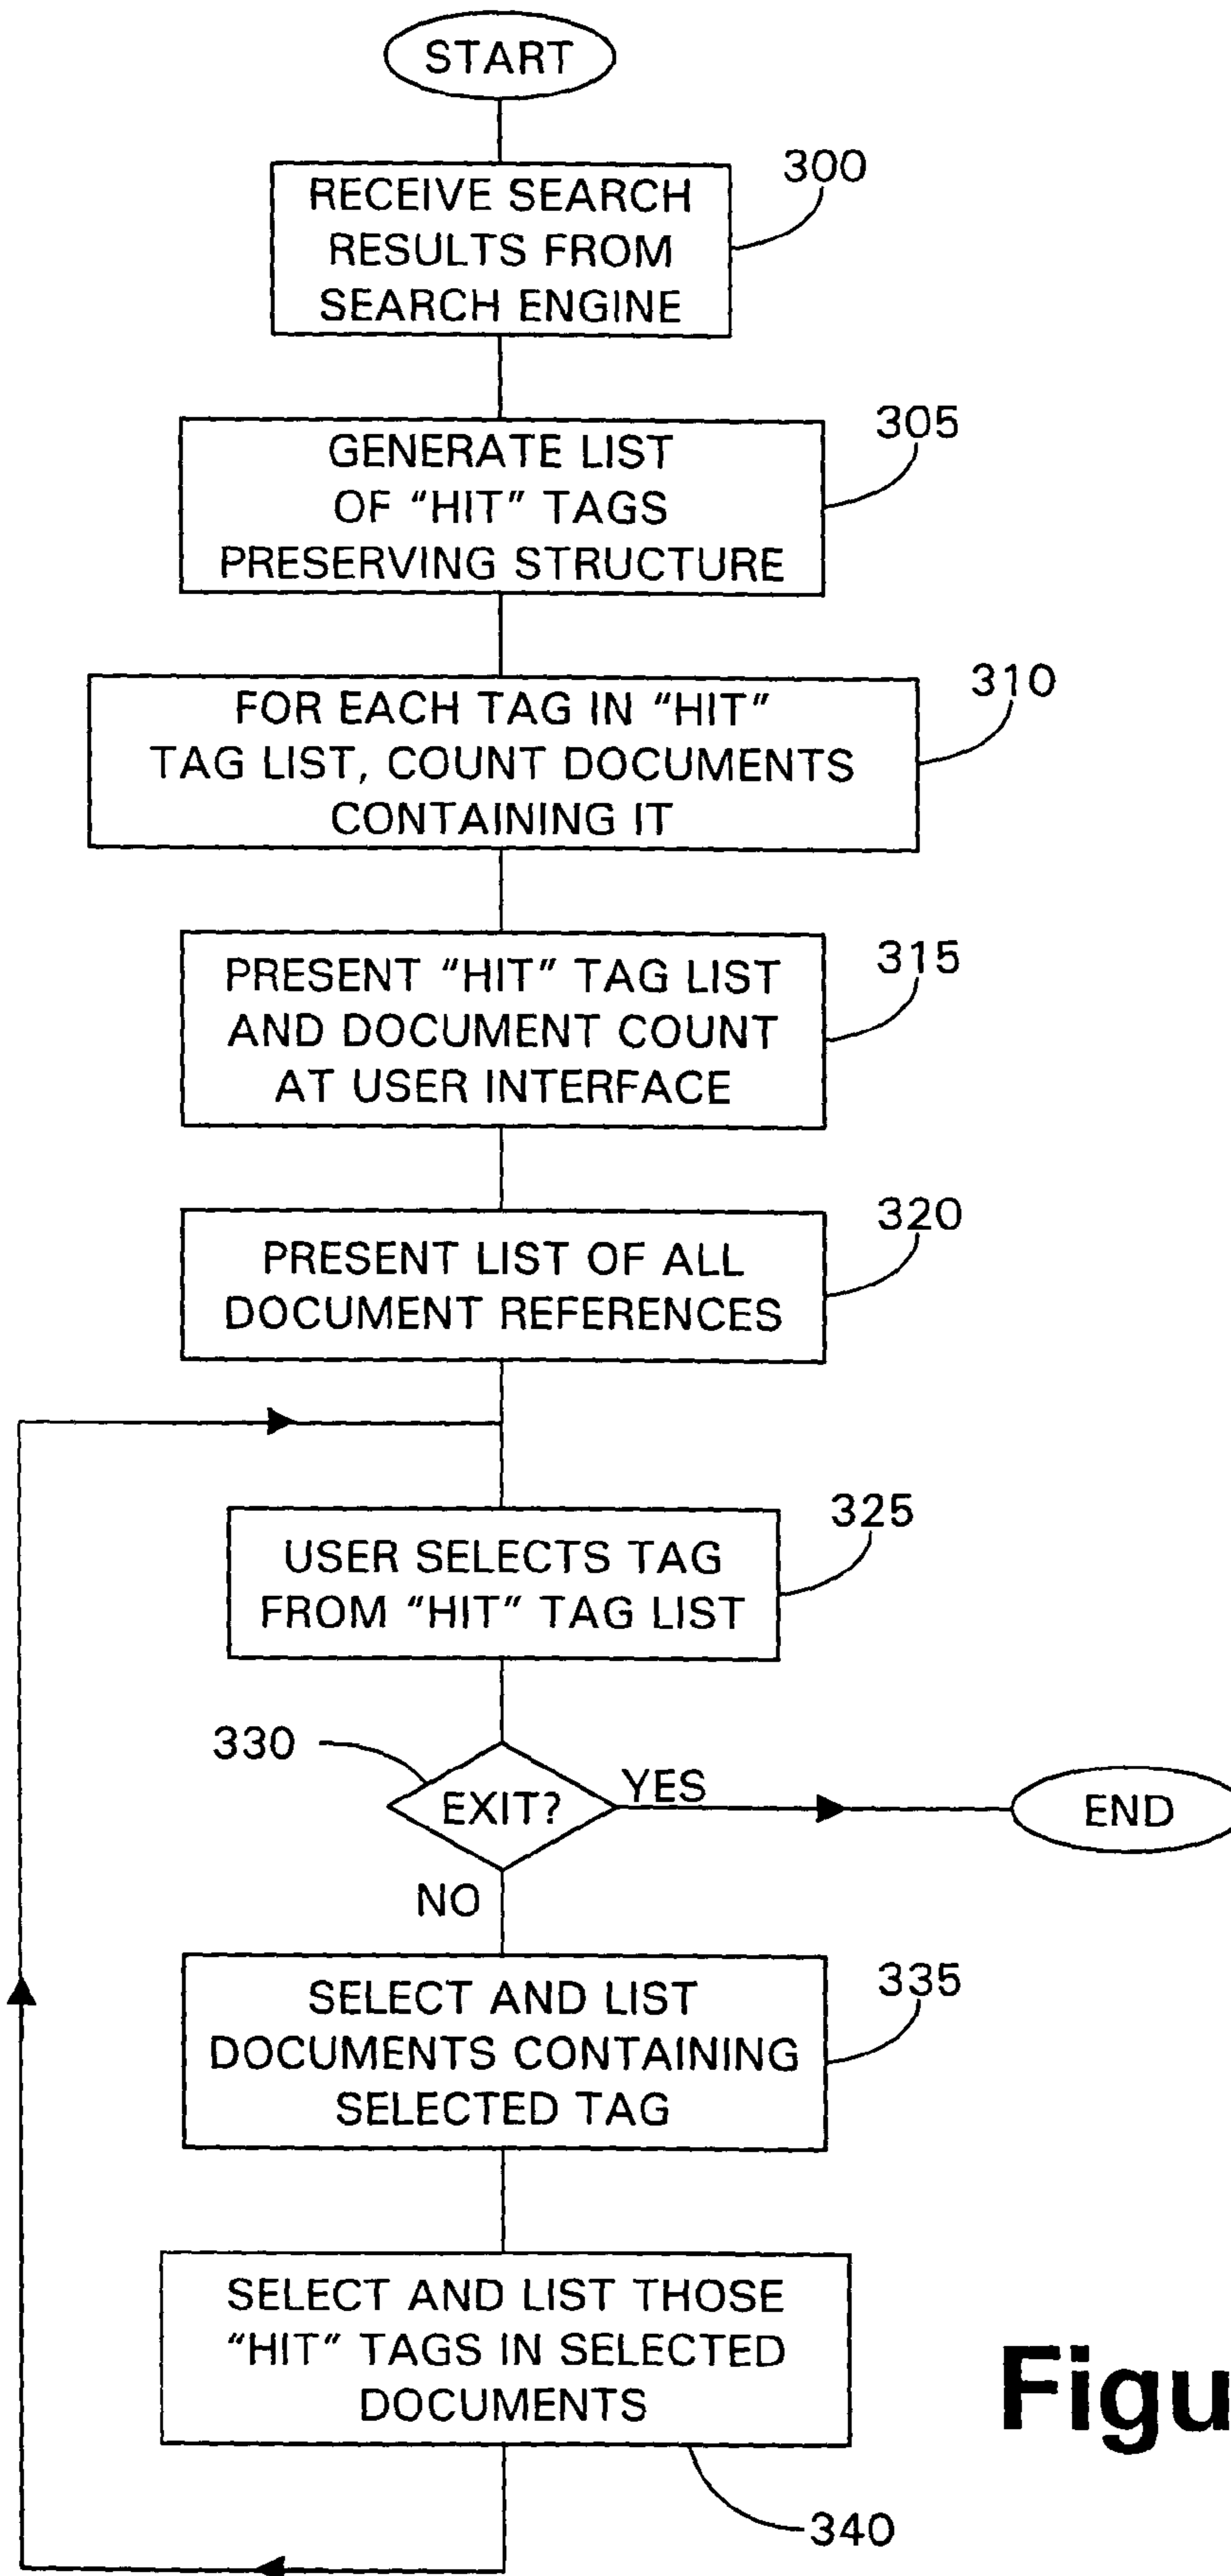 START
300
RECEIVE SEARCH
RESULTS FROM
SEARCH ENGINE
305
GENERATE LIST
OF "HIT" TAGS
PRESERVING STRUCTURE
310
FOR EACH TAG IN "HIT"
TAG LIST, COUNT DOCUMENTS
CONTAINING IT
315
PRESENT "HIT" TAG LIST
AND DOCUMENT COUNT
AT USER INTERFACE
320
PRESENT LIST OF ALL
DOCUMENT REFERENCES
325
USER SELECTS TAG
FROM "HIT" TAG LIST
330
EXIT?
YES
END
NO
335
SELECT AND LIST
DOCUMENTS CONTAINING
SELECTED TAG
SELECT AND LIST THOSE
"HIT" TAGS IN SELECTED
DOCUMENTS
340
Figu